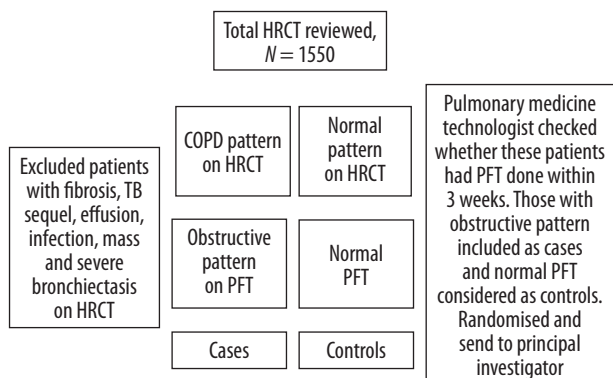 Total HRCT reviewed,
N = 1550
COPD pattern
on HRCT
Normal
pattern
on HRCT
Excluded patients
with fibrosis, TB
sequel, effusion,
infection, mass
and severe
bronchiectasis
on HRCT
Obstructive
pattern
on PFT
Normal
PFT
Cases
Controls
Pulmonary medicine
technologist checked
whether these patients
had PFT done within
3 weeks. Those with
obstructive pattern
included as cases
and normal PFT
considered as controls.
Randomised and
send to principal
investigator